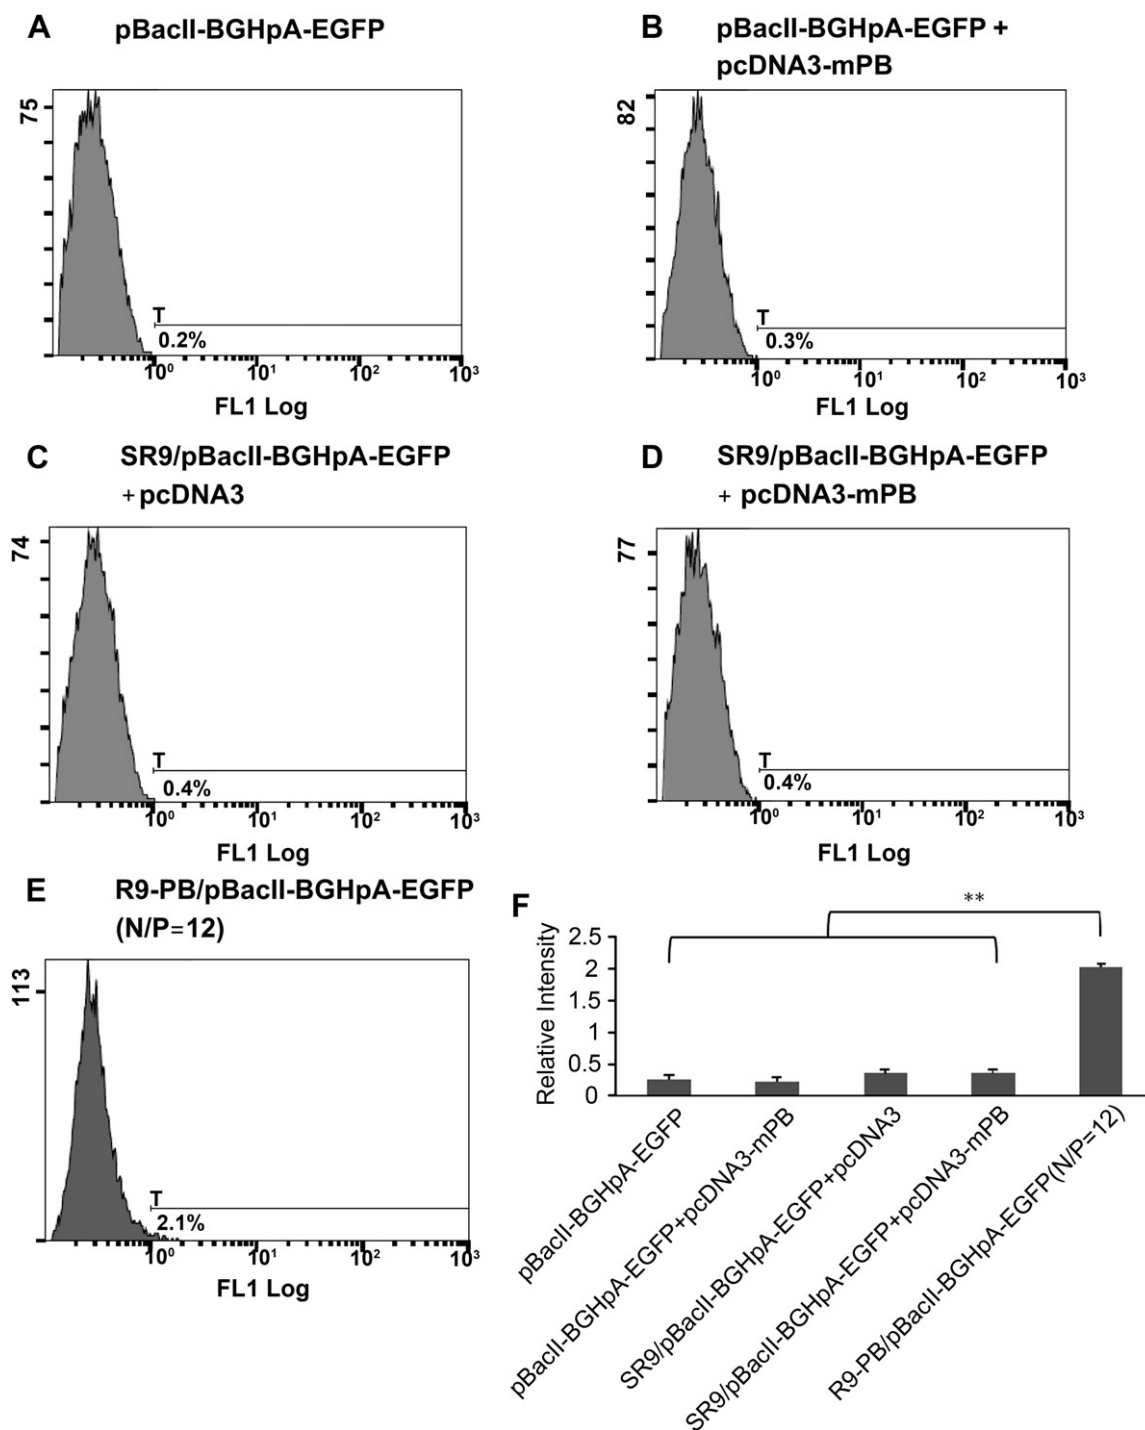 A
pBacII-BGHpA-EGFP
75
T
0.2%
10⁰ 10¹ 10² 10³
FL1 Log
B
pBacII-BGHpA-EGFP +
pcDNA3-mPB
82
T
0.3%
10⁰ 10¹ 10² 10³
FL1 Log
C
SR9/pBacII-BGHpA-EGFP
+ pcDNA3
74
T
0.4%
10⁰ 10¹ 10² 10³
FL1 Log
D
SR9/pBacII-BGHpA-EGFP
+ pcDNA3-mPB
77
T
0.4%
10⁰ 10¹ 10² 10³
FL1 Log
E
R9-PB/pBacII-BGHpA-EGFP
(N/P=12)
113
T
2.1%
10⁰ 10¹ 10² 10³
FL1 Log
F
**
Relative Intensity
2.5
2
1.5
1
0.5
0
pBacII-BGHpA-EGFP
pBacII-BGHpA-EGFP+pcDNA3-mPB
SR9/pBacII-BGHpA-EGFP+pcDNA3
SR9/pBacII-BGHpA-EGFP+pcDNA3-mPB
R9-PB/pBacII-BGHpA-EGFP(N/P=12)